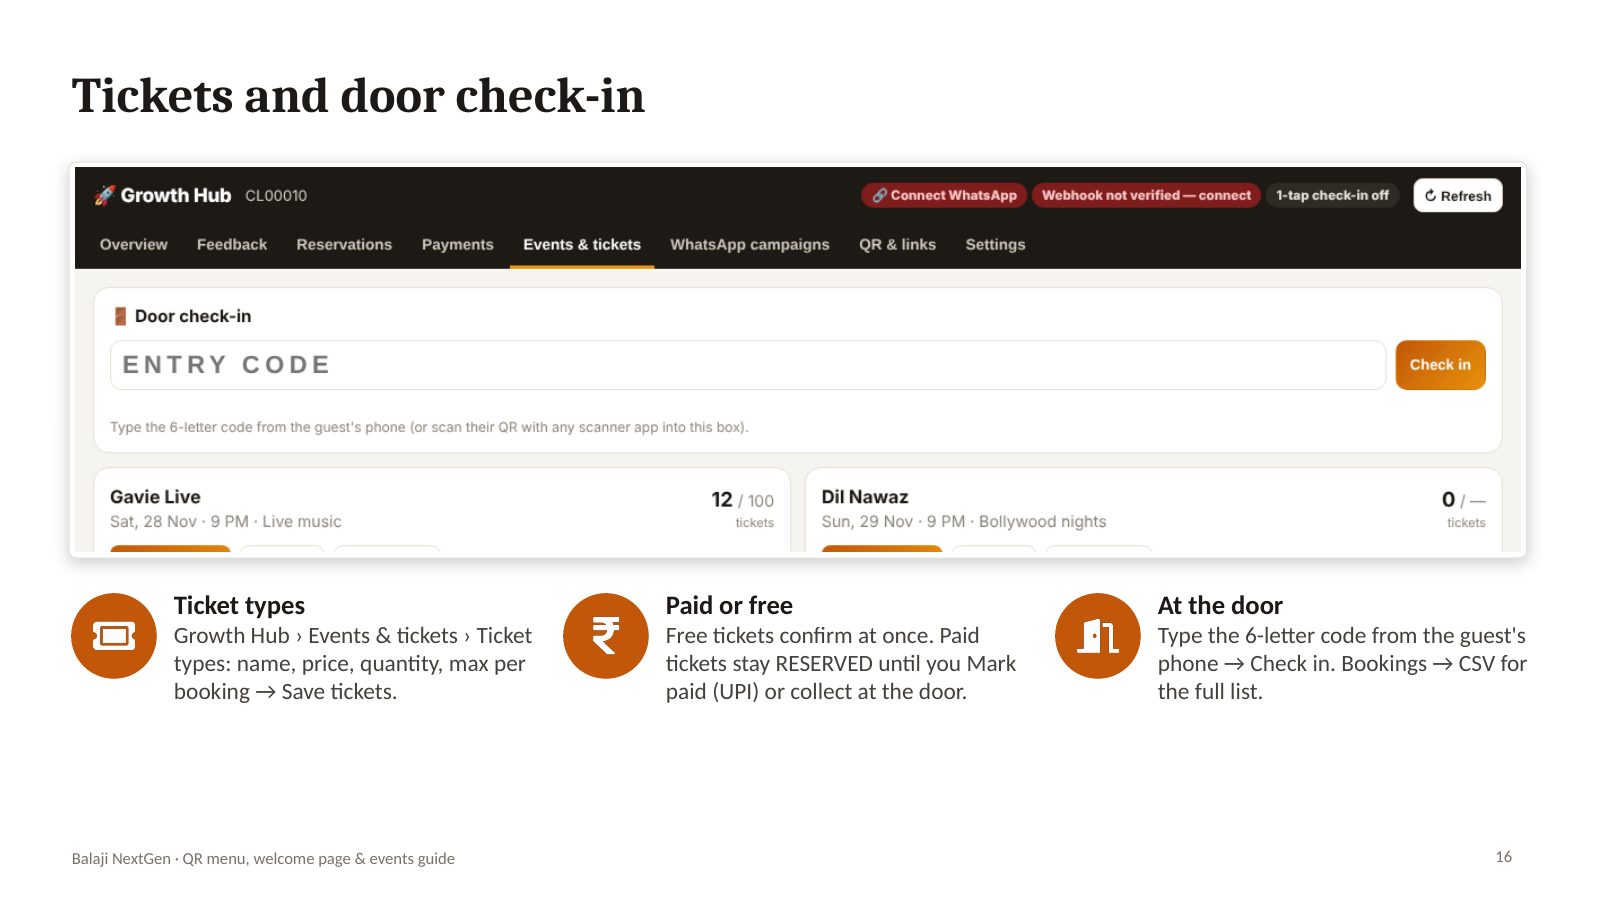 Tickets and door check-in
🚀 Growth Hub CL00010
🔗 Connect WhatsApp
Webhook not verified — connect
1-tap check-in off
↻ Refresh
Overview
Feedback
Reservations
Payments
Events & tickets
WhatsApp campaigns
QR & links
Settings
🚪 Door check-in
ENTRY CODE
Check in
Type the 6-letter code from the guest's phone (or scan their QR with any scanner app into this box).
Gavie Live
12 / 100
Sat, 28 Nov · 9 PM · Live music
tickets
Dil Nawaz
0 / —
Sun, 29 Nov · 9 PM · Bollywood nights
tickets
Ticket types
Growth Hub › Events & tickets › Ticket
types: name, price, quantity, max per
booking → Save tickets.
Paid or free
Free tickets confirm at once. Paid
tickets stay RESERVED until you Mark
paid (UPI) or collect at the door.
At the door
Type the 6-letter code from the guest's
phone → Check in. Bookings → CSV for
the full list.
Balaji NextGen · QR menu, welcome page & events guide
16